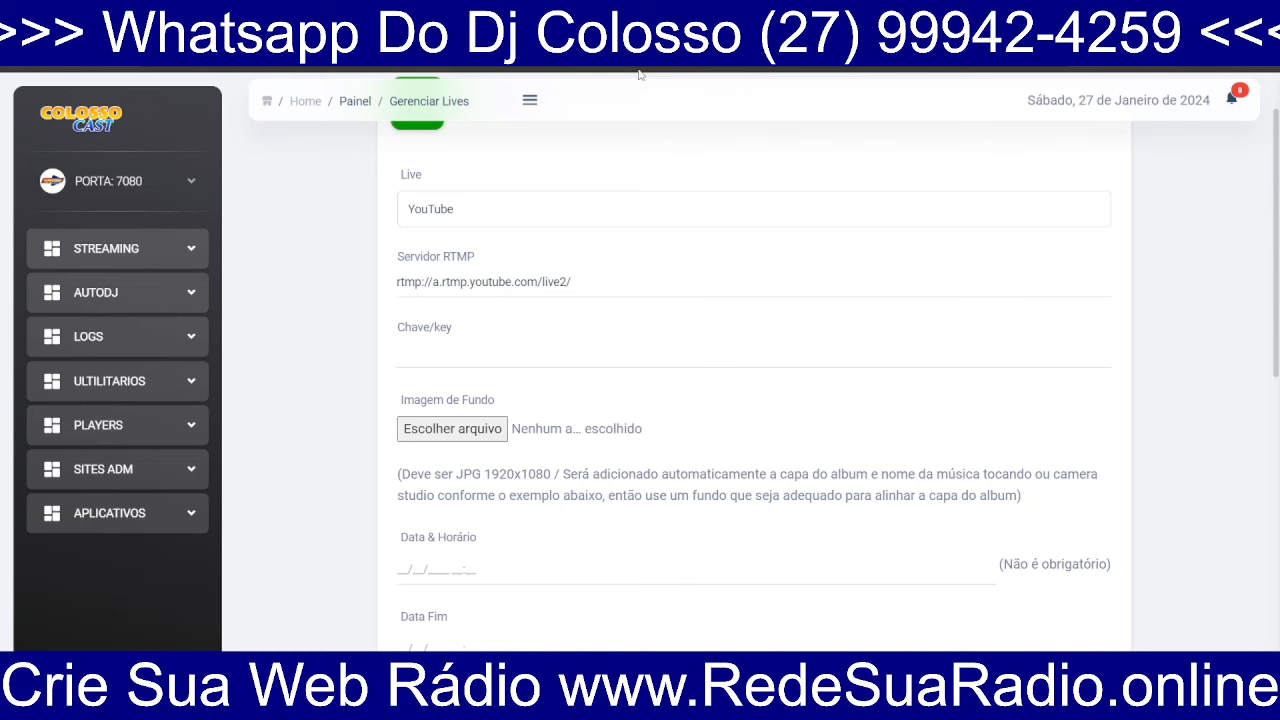 >>> Whatsapp Do Dj Colosso (27) 99942-4259 <<<
/ Home / Painel / Gerenciar Lives
Sábado, 27 de Janeiro de 2024
8
COLOSSO
CAST
PORTA: 7080
STREAMING
AUTODJ
LOGS
ULTILITARIOS
PLAYERS
SITES ADM
APLICATIVOS
Live
YouTube
Servidor RTMP
rtmp://a.rtmp.youtube.com/live2/
Chave/key
Imagem de Fundo
Escolher arquivo Nenhum a... escolhido
(Deve ser JPG 1920x1080 / Será adicionado automaticamente a capa do album e nome da música tocando ou camera
studio conforme o exemplo abaixo, então use um fundo que seja adequado para alinhar a capa do album)
Data & Horário
__/__/____ __:__
(Não é obrigatório)
Data Fim
Crie Sua Web Rádio www.RedeSuaRadio.online